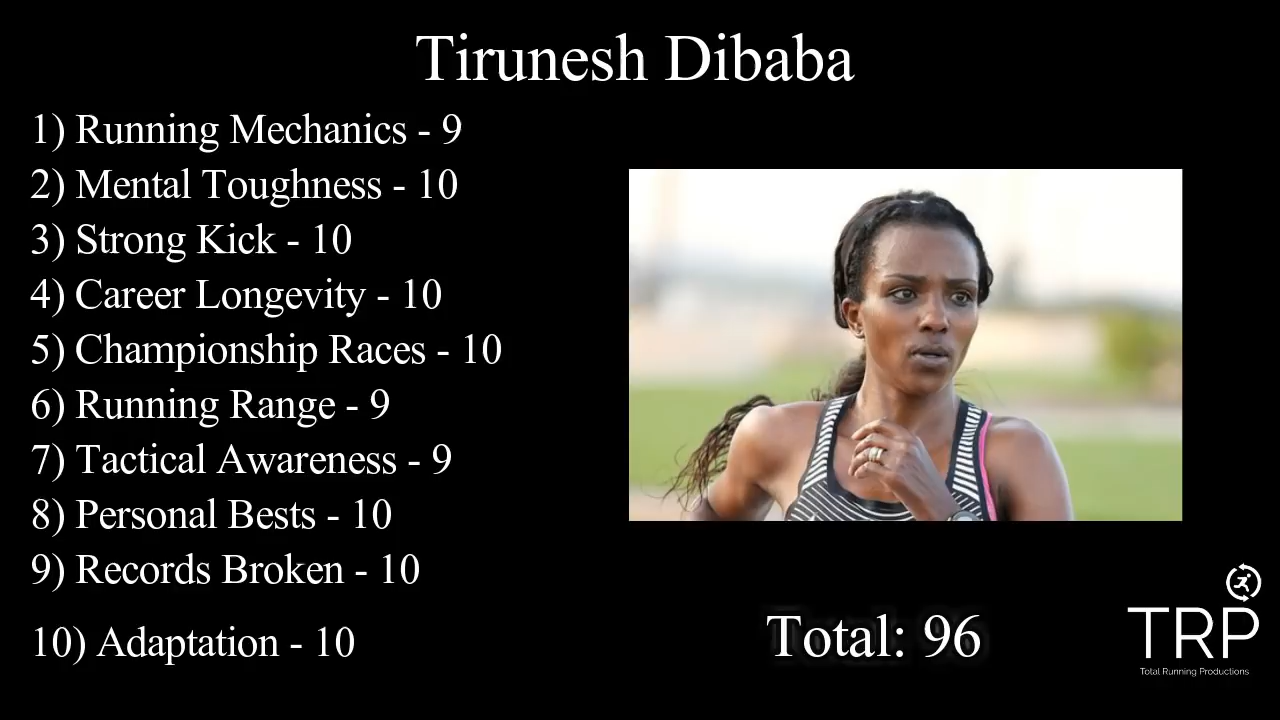 Tirunesh Dibaba
1) Running Mechanics - 9
2) Mental Toughness - 10
3) Strong Kick - 10
4) Career Longevity - 10
5) Championship Races - 10
6) Running Range - 9
7) Tactical Awareness - 9
8) Personal Bests - 10
9) Records Broken - 10
10) Adaptation - 10
Total: 96
TRP
Total Running Productions